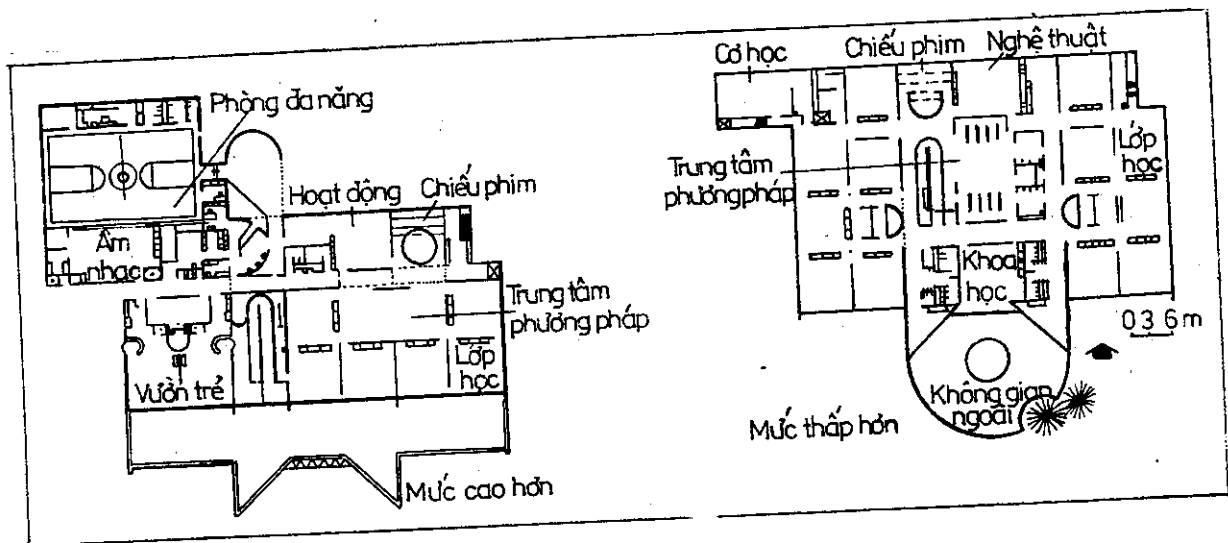 Phòng đa năng
Hoạt động
Chiếu phim
Âm
nhạc
Trung tâm
phương pháp
Lớp
học
Vườn trẻ
Mức cao hơn
Cơ học
Chiếu phim
Nghệ thuật
Trung tâm
phương pháp
Lớp
học
Khoa
học
0 3 6 m
Không gian
ngoài
Mức thấp hơn